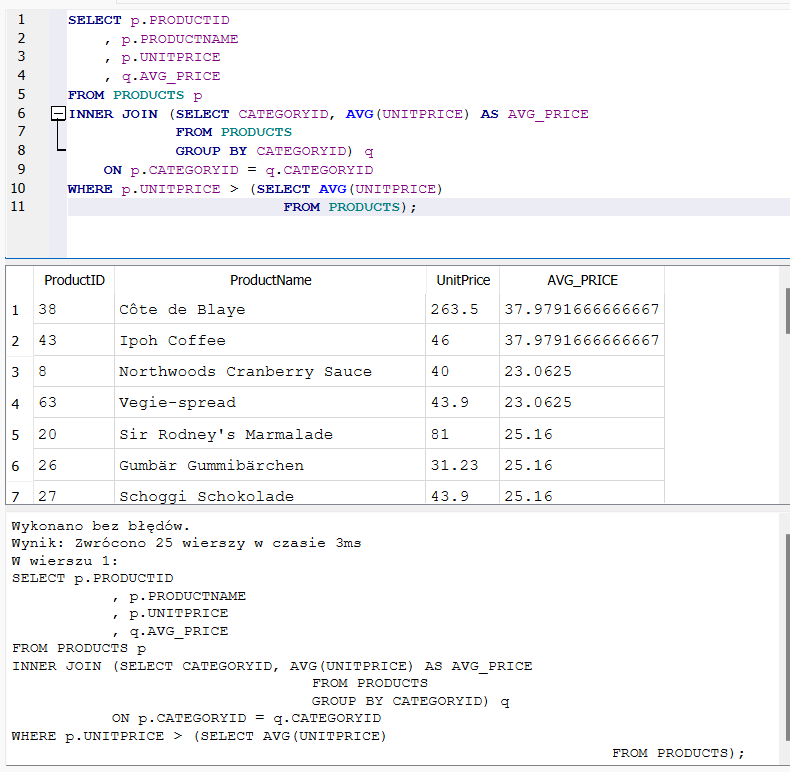 1 SELECT p.PRODUCTID
2 , p.PRODUCTNAME
3 , p.UNITPRICE
4 , q.AVG_PRICE
5 FROM PRODUCTS p
6 INNER JOIN (SELECT CATEGORYID, AVG(UNITPRICE) AS AVG_PRICE
7 FROM PRODUCTS
8 GROUP BY CATEGORYID) q
9 ON p.CATEGORYID = q.CATEGORYID
10 WHERE p.UNITPRICE > (SELECT AVG(UNITPRICE)
11 FROM PRODUCTS);
ProductID ProductName UnitPrice AVG_PRICE
1 38 Côte de Blaye 263.5 37.9791666666667
2 43 Ipoh Coffee 46 37.9791666666667
3 8 Northwoods Cranberry Sauce 40 23.0625
4 63 Vegie-spread 43.9 23.0625
5 20 Sir Rodney's Marmalade 81 25.16
6 26 Gumbär Gummibärchen 31.23 25.16
7 27 Schoggi Schokolade 43.9 25.16
Wykonano bez błędów.
Wynik: Zwrócono 25 wierszy w czasie 3ms
W wierszu 1:
SELECT p.PRODUCTID
, p.PRODUCTNAME
, p.UNITPRICE
, q.AVG_PRICE
FROM PRODUCTS p
INNER JOIN (SELECT CATEGORYID, AVG(UNITPRICE) AS AVG_PRICE
FROM PRODUCTS
GROUP BY CATEGORYID) q
ON p.CATEGORYID = q.CATEGORYID
WHERE p.UNITPRICE > (SELECT AVG(UNITPRICE)
FROM PRODUCTS);